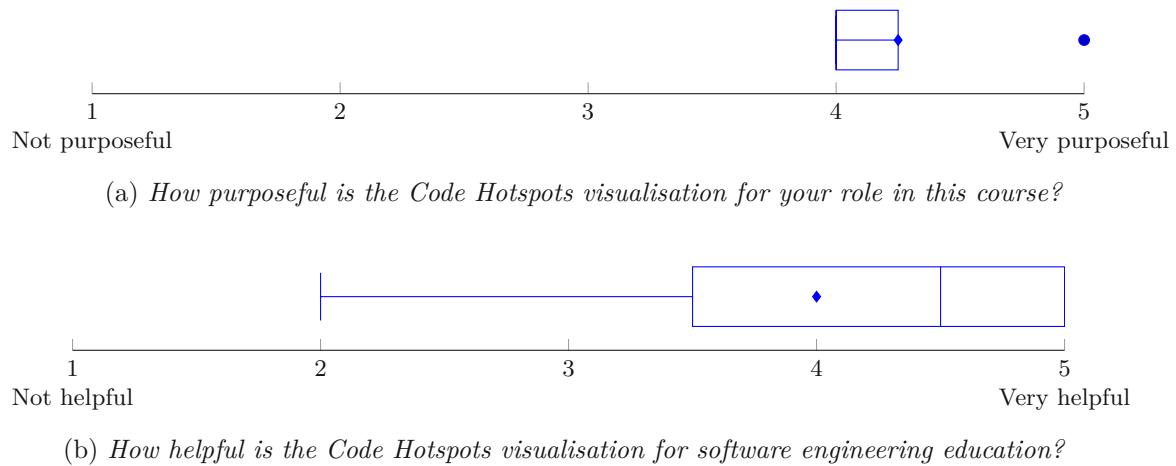 1 2 3 4 5
Not purposeful Very purposeful
(a) How purposeful is the Code Hotspots visualisation for your role in this course?
1 2 3 4 5
Not helpful Very helpful
(b) How helpful is the Code Hotspots visualisation for software engineering education?